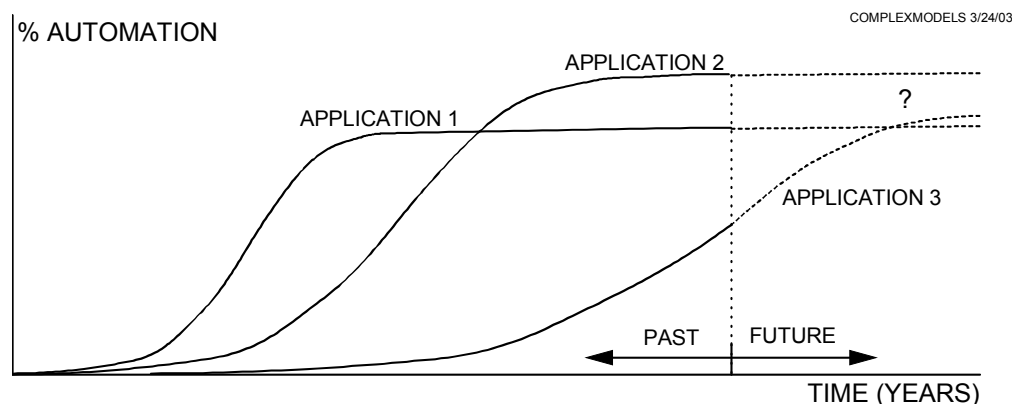 COMPLEXMODELS 3/24/03
% AUTOMATION
APPLICATION 2
?
APPLICATION 1
APPLICATION 3
PAST
FUTURE
TIME (YEARS)